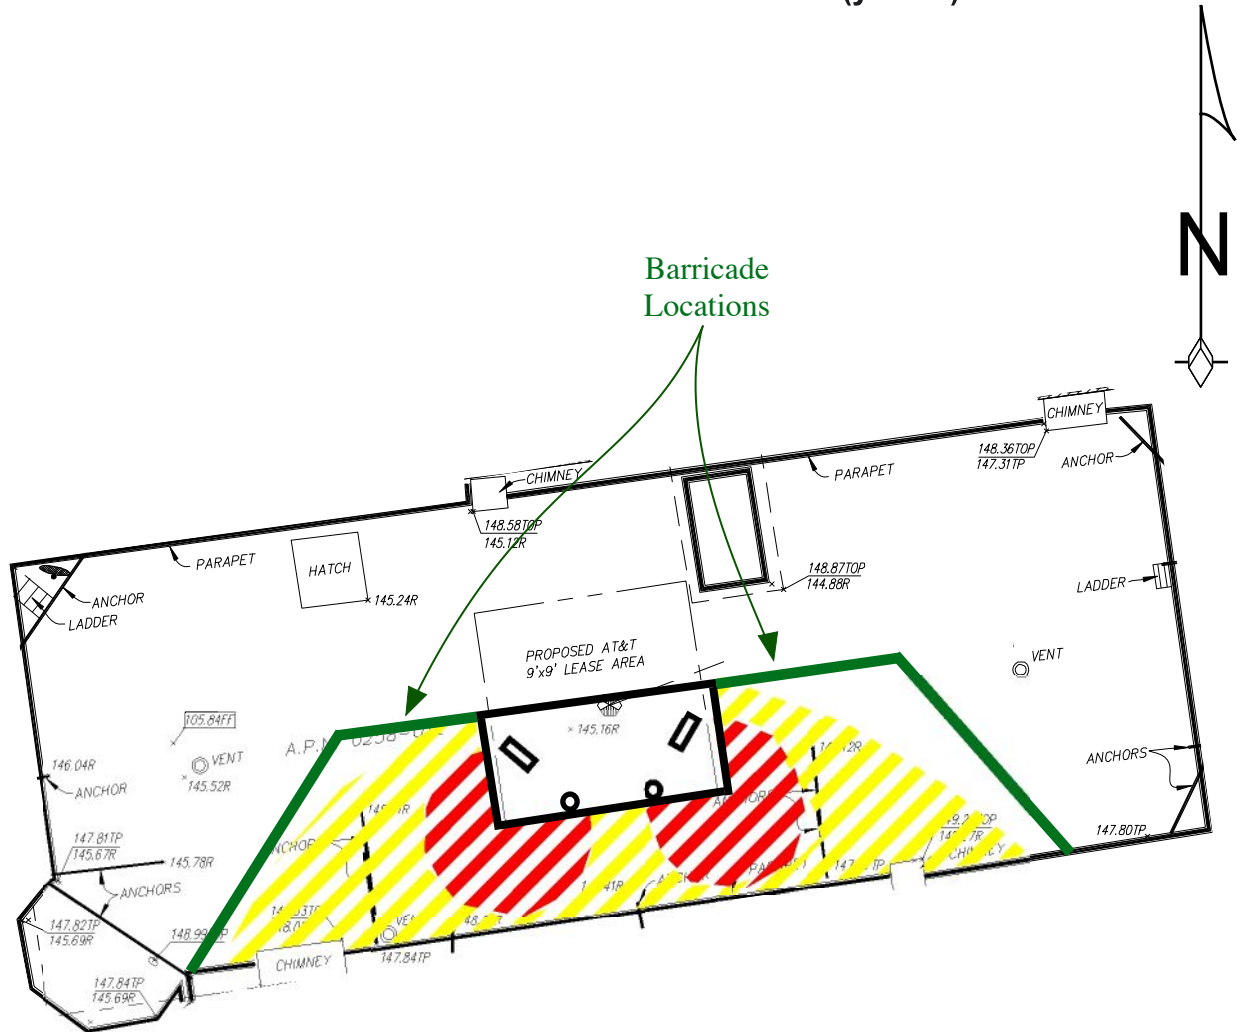 N
Barricade
Locations
CHIMNEY
148.36TOP
147.31TP
ANCHOR
PARAPET
CHIMNEY
148.58TOP
145.12R
PARAPET
HATCH
145.24R
148.87TOP
144.88R
LADDER
ANCHOR
LADDER
PROPOSED AT&T
9'x9' LEASE AREA
VENT
105.84FF
A.P.N.
145.16R
VENT
145.52R
146.04R
ANCHOR
ANCHORS
147.80TP
147.81TP
145.67R
145.78R
ANCHORS
CHIMNEY
147.82TP
145.69R
CHIMNEY
147.84TP
147.84TP
145.69R